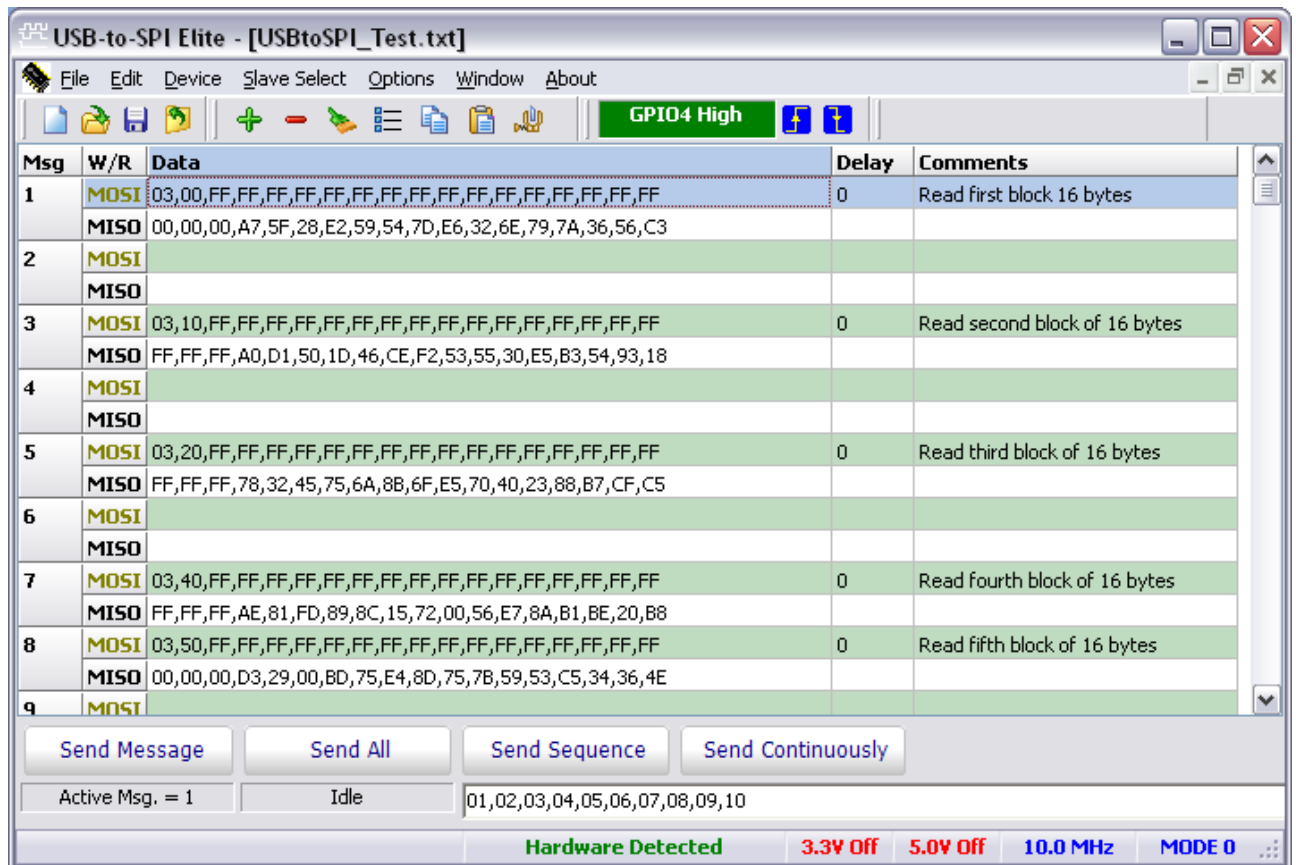 USB-to-SPI Elite - [USBtoSPI_Test.txt]
File Edit Device Slave Select Options Window About
GPIO4 High
Msg W/R Data Delay Comments
1 MOSI 03,00,FF,FF,FF,FF,FF,FF,FF,FF,FF,FF,FF,FF,FF,FF,FF,FF 0 Read first block 16 bytes
MISO 00,00,00,A7,5F,28,E2,59,54,7D,E6,32,6E,79,7A,36,56,C3
2 MOSI
MISO
3 MOSI 03,10,FF,FF,FF,FF,FF,FF,FF,FF,FF,FF,FF,FF,FF,FF,FF,FF 0 Read second block of 16 bytes
MISO FF,FF,FF,A0,D1,50,1D,46,CE,F2,53,55,30,E5,B3,54,93,18
4 MOSI
MISO
5 MOSI 03,20,FF,FF,FF,FF,FF,FF,FF,FF,FF,FF,FF,FF,FF,FF,FF,FF 0 Read third block of 16 bytes
MISO FF,FF,FF,78,32,45,75,6A,8B,6F,E5,70,40,23,88,B7,CF,C5
6 MOSI
MISO
7 MOSI 03,40,FF,FF,FF,FF,FF,FF,FF,FF,FF,FF,FF,FF,FF,FF,FF,FF 0 Read fourth block of 16 bytes
MISO FF,FF,FF,AE,81,FD,89,8C,15,72,00,56,E7,8A,B1,BE,20,B8
8 MOSI 03,50,FF,FF,FF,FF,FF,FF,FF,FF,FF,FF,FF,FF,FF,FF,FF,FF 0 Read fifth block of 16 bytes
MISO 00,00,00,D3,29,00,BD,75,E4,8D,75,7B,59,53,C5,34,36,4E
9 MOSI
Send Message Send All Send Sequence Send Continuously
Active Msg. = 1 Idle 01,02,03,04,05,06,07,08,09,10
Hardware Detected 3.3V Off 5.0V Off 10.0 MHz MODE 0